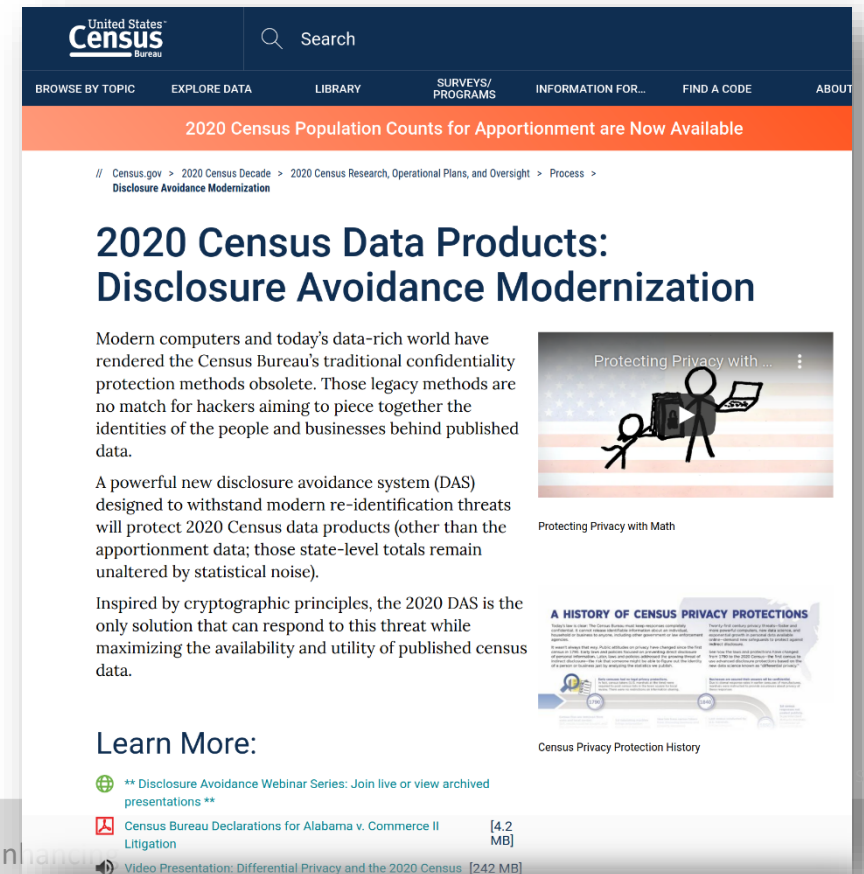 United States™
Census
Bureau
Search
BROWSE BY TOPIC
EXPLORE DATA
LIBRARY
SURVEYS/
PROGRAMS
INFORMATION FOR...
FIND A CODE
ABOUT
2020 Census Population Counts for Apportionment are Now Available
// Census.gov > 2020 Census Decade > 2020 Census Research, Operational Plans, and Oversight > Process >
Disclosure Avoidance Modernization
2020 Census Data Products:
Disclosure Avoidance Modernization
Modern computers and today's data-rich world have
rendered the Census Bureau's traditional confidentiality
protection methods obsolete. Those legacy methods are
no match for hackers aiming to piece together the
identities of the people and businesses behind published
data.
A powerful new disclosure avoidance system (DAS)
designed to withstand modern re-identification threats
will protect 2020 Census data products (other than the
apportionment data; those state-level totals remain
unaltered by statistical noise).
Inspired by cryptographic principles, the 2020 DAS is the
only solution that can respond to this threat while
maximizing the availability and utility of published census
data.
Protecting Privacy with ...
Protecting Privacy with Math
A HISTORY OF CENSUS PRIVACY PROTECTIONS
Census Privacy Protection History
Learn More:
** Disclosure Avoidance Webinar Series: Join live or view archived
presentations **
Census Bureau Declarations for Alabama v. Commerce II
Litigation
[4.2
MB]
Video Presentation: Differential Privacy and the 2020 Census [242 MB]
nhancing